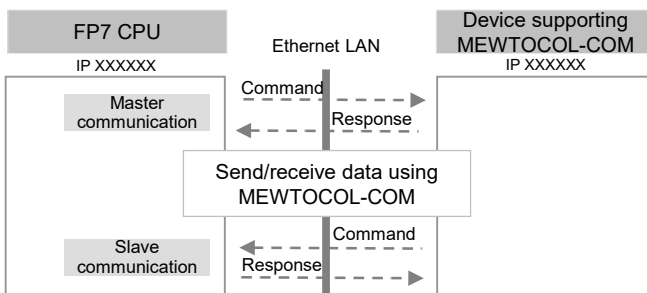 FP7 CPU
Ethernet LAN
Device supporting
MEWTOCOL-COM
IP XXXXXX
IP XXXXXX
Master
communication
Command
Response
Send/receive data using
MEWTOCOL-COM
Slave
communication
Command
Response